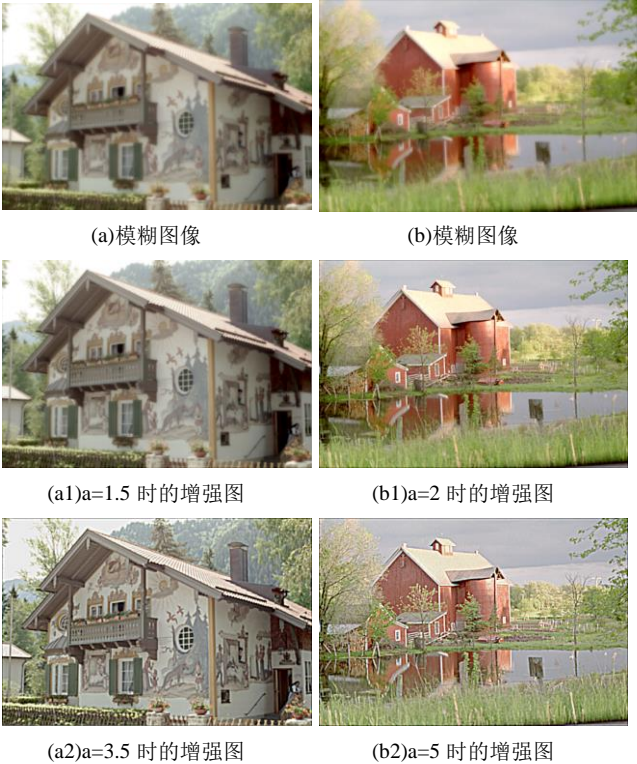 (a)模糊图像
(b)模糊图像
(a1)a=1.5 时的增强图
(b1)a=2 时的增强图
(a2)a=3.5 时的增强图
(b2)a=5 时的增强图